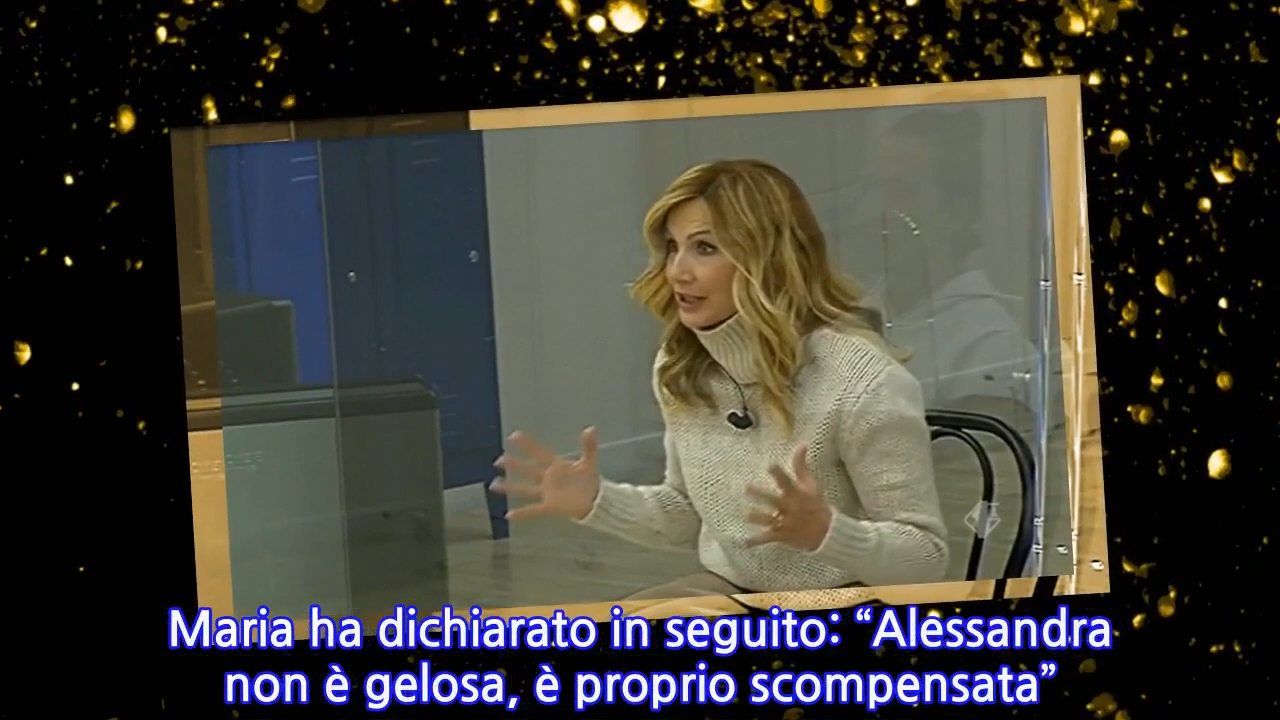 Maria ha dichiarato in seguito: “Alessandra
non è gelosa, è proprio scompensata”